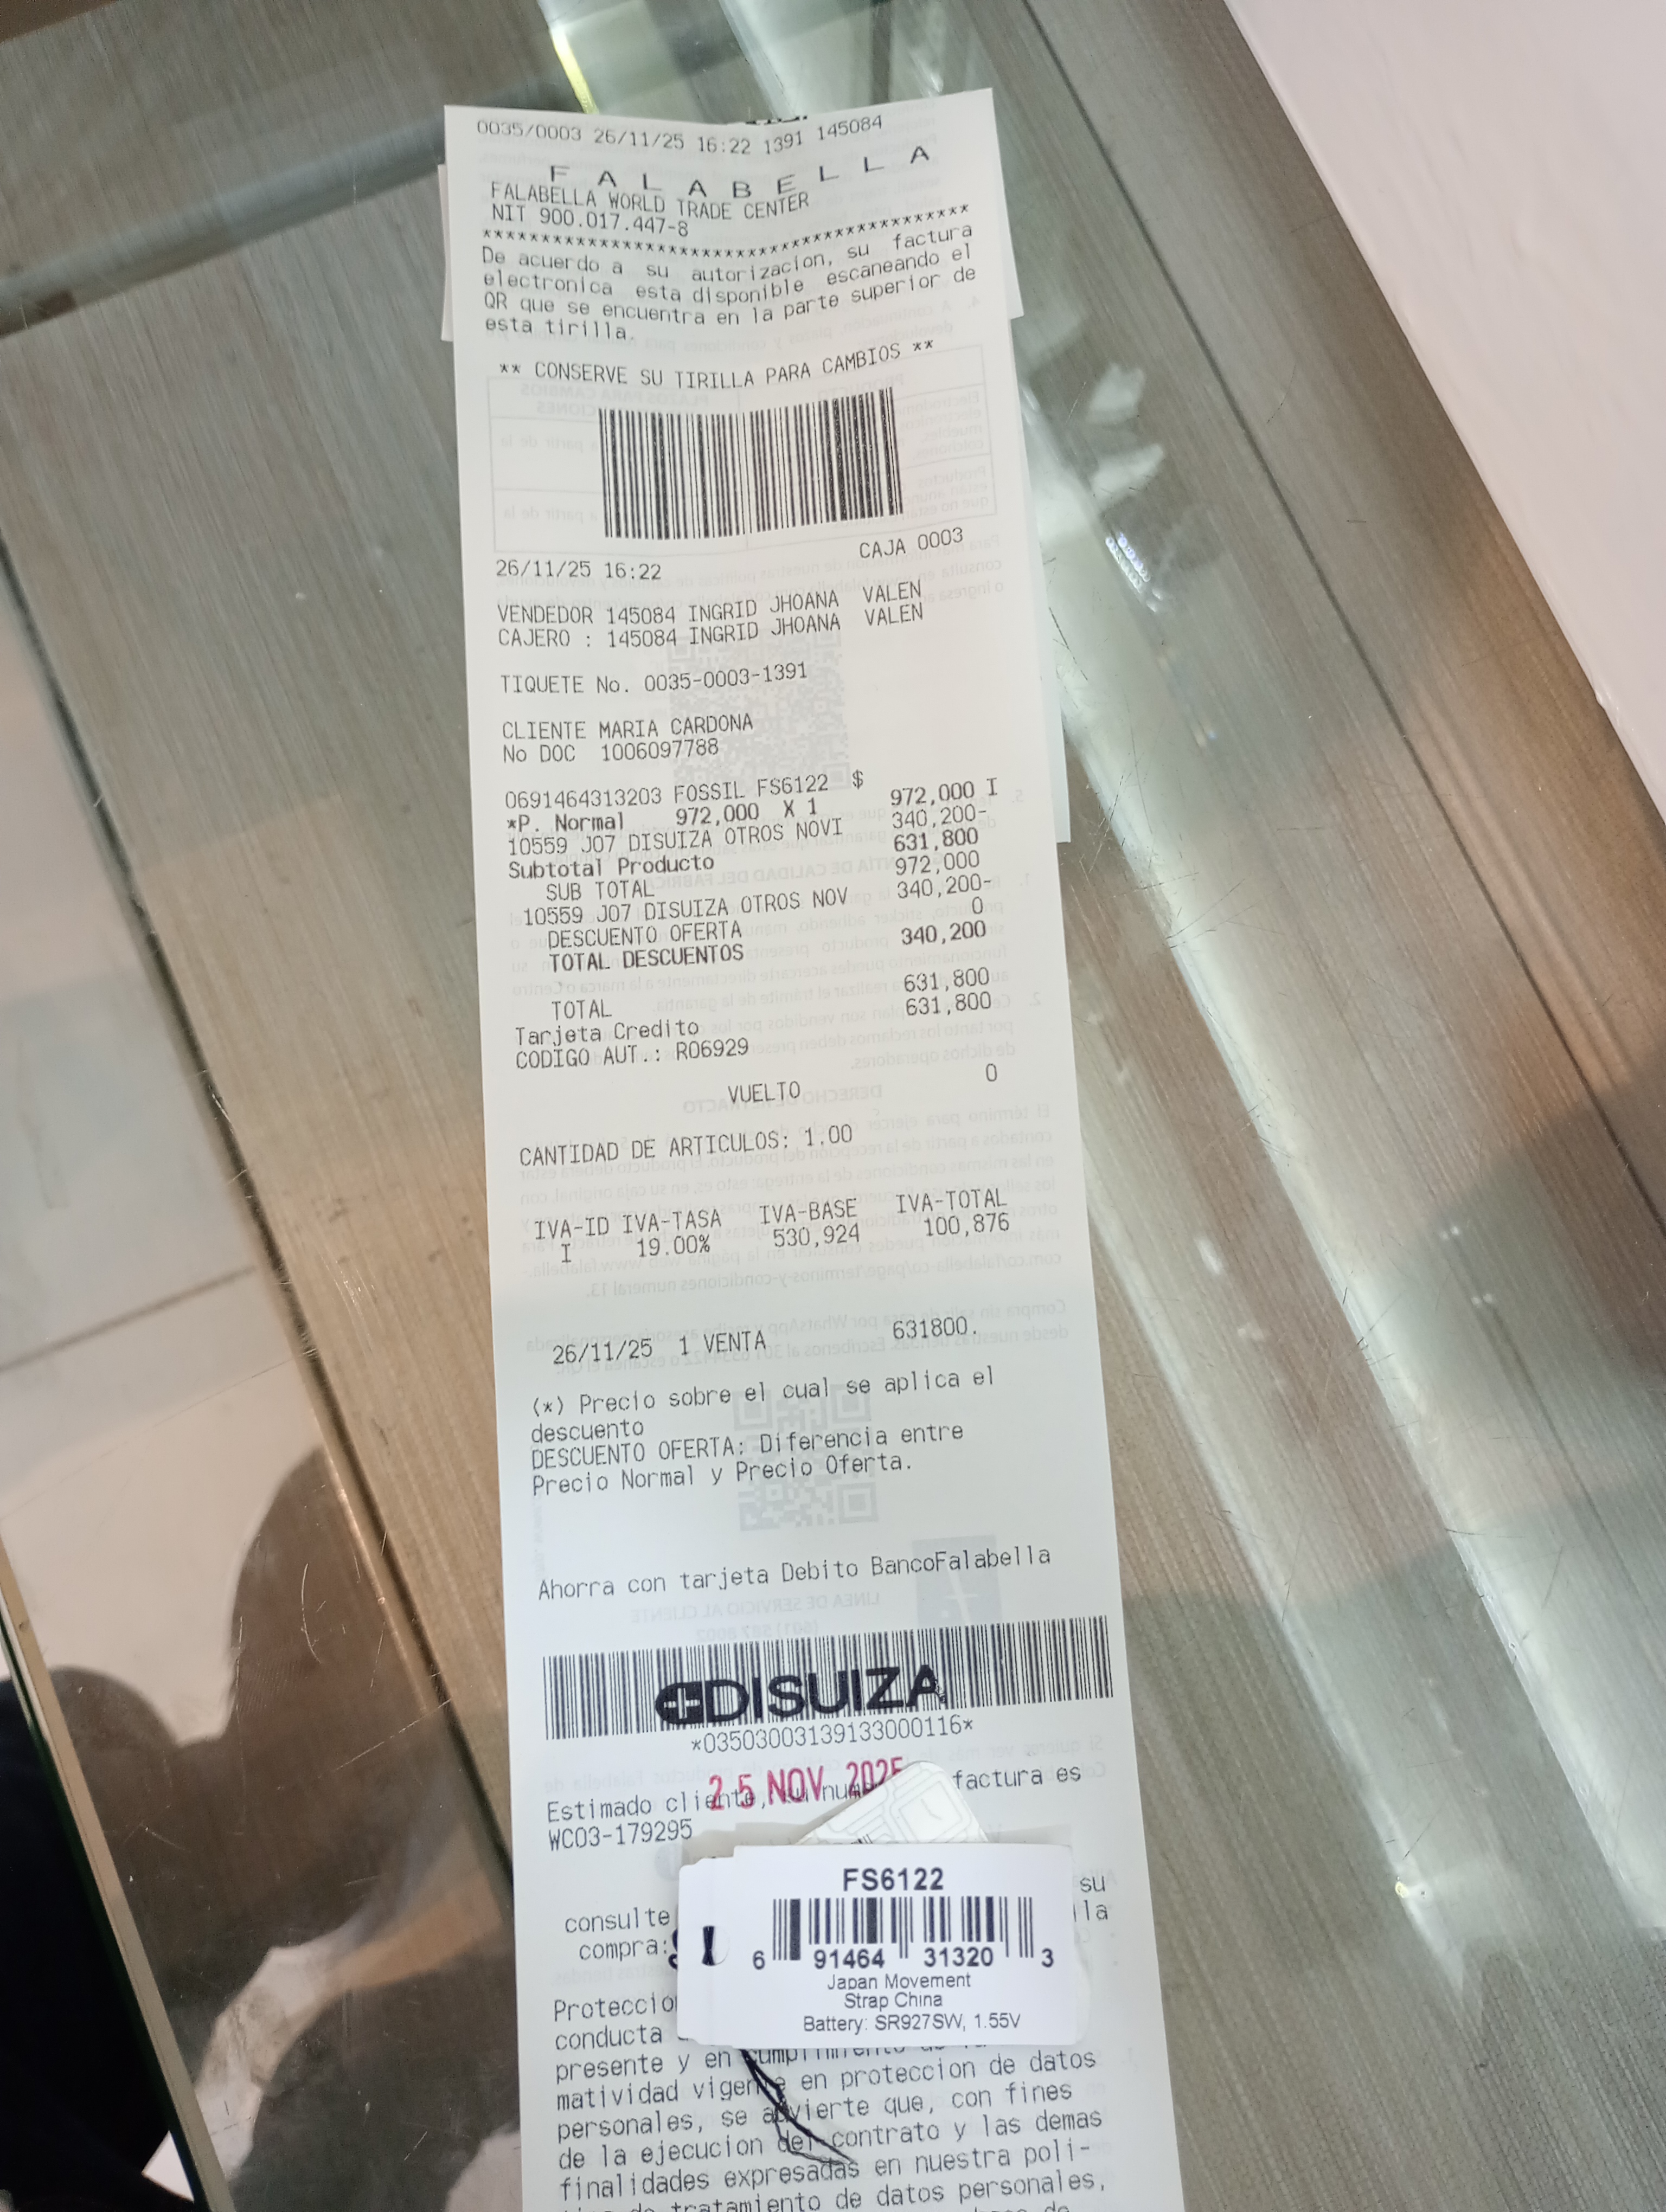 0035/0003 26/11/25 16:22 1391 145084
F A L A B E L L A
FALABELLA WORLD TRADE CENTER
NIT 900.017.447-8
*****************************************
De acuerdo a su autorizacion, su factura
electronica esta disponible escaneando el
QR que se encuentra en la parte superior de
esta tirilla.
** CONSERVE SU TIRILLA PARA CAMBIOS **
CAJA 0003
26/11/25 16:22
VENDEDOR 145084 INGRID JHOANA VALEN
CAJERO : 145084 INGRID JHOANA VALEN
TIQUETE No. 0035-0003-1391
CLIENTE MARIA CARDONA
No DOC 1006097788
0691464313203 FOSSIL FS6122 $ 972,000 I
*P. Normal 972,000 X 1
10559 J07 DISUIZA OTROS NOVI 340,200-
Subtotal Producto 631,800
SUB TOTAL 972,000
10559 J07 DISUIZA OTROS NOV 340,200-
DESCUENTO OFERTA 0
TOTAL DESCUENTOS 340,200
TOTAL 631,800
Tarjeta Credito 631,800
CODIGO AUT.: R06929
VUELTO 0
CANTIDAD DE ARTICULOS: 1.00
IVA-ID IVA-TASA IVA-BASE IVA-TOTAL
I 19.00% 530,924 100,876
26/11/25 1 VENTA 631800.
(*) Precio sobre el cual se aplica el
descuento
DESCUENTO OFERTA: Diferencia entre
Precio Normal y Precio Oferta.
Ahorra con tarjeta Debito BancoFalabella
DISUIZA
*03503003139133000116*
25 NOV 2025
Estimado cliente, su factura es
WC03-179295
su
consulte la
compra:
FS6122
6 91464 31320 3
Japan Movement
Strap China
Battery: SR927SW, 1.55V
conducta
presente y en
matividad vigente en proteccion de datos
personales, se advierte que, con fines
de la ejecucion del contrato y las demas
finalidades expresadas en nuestra poli-
tratamiento de datos personales,